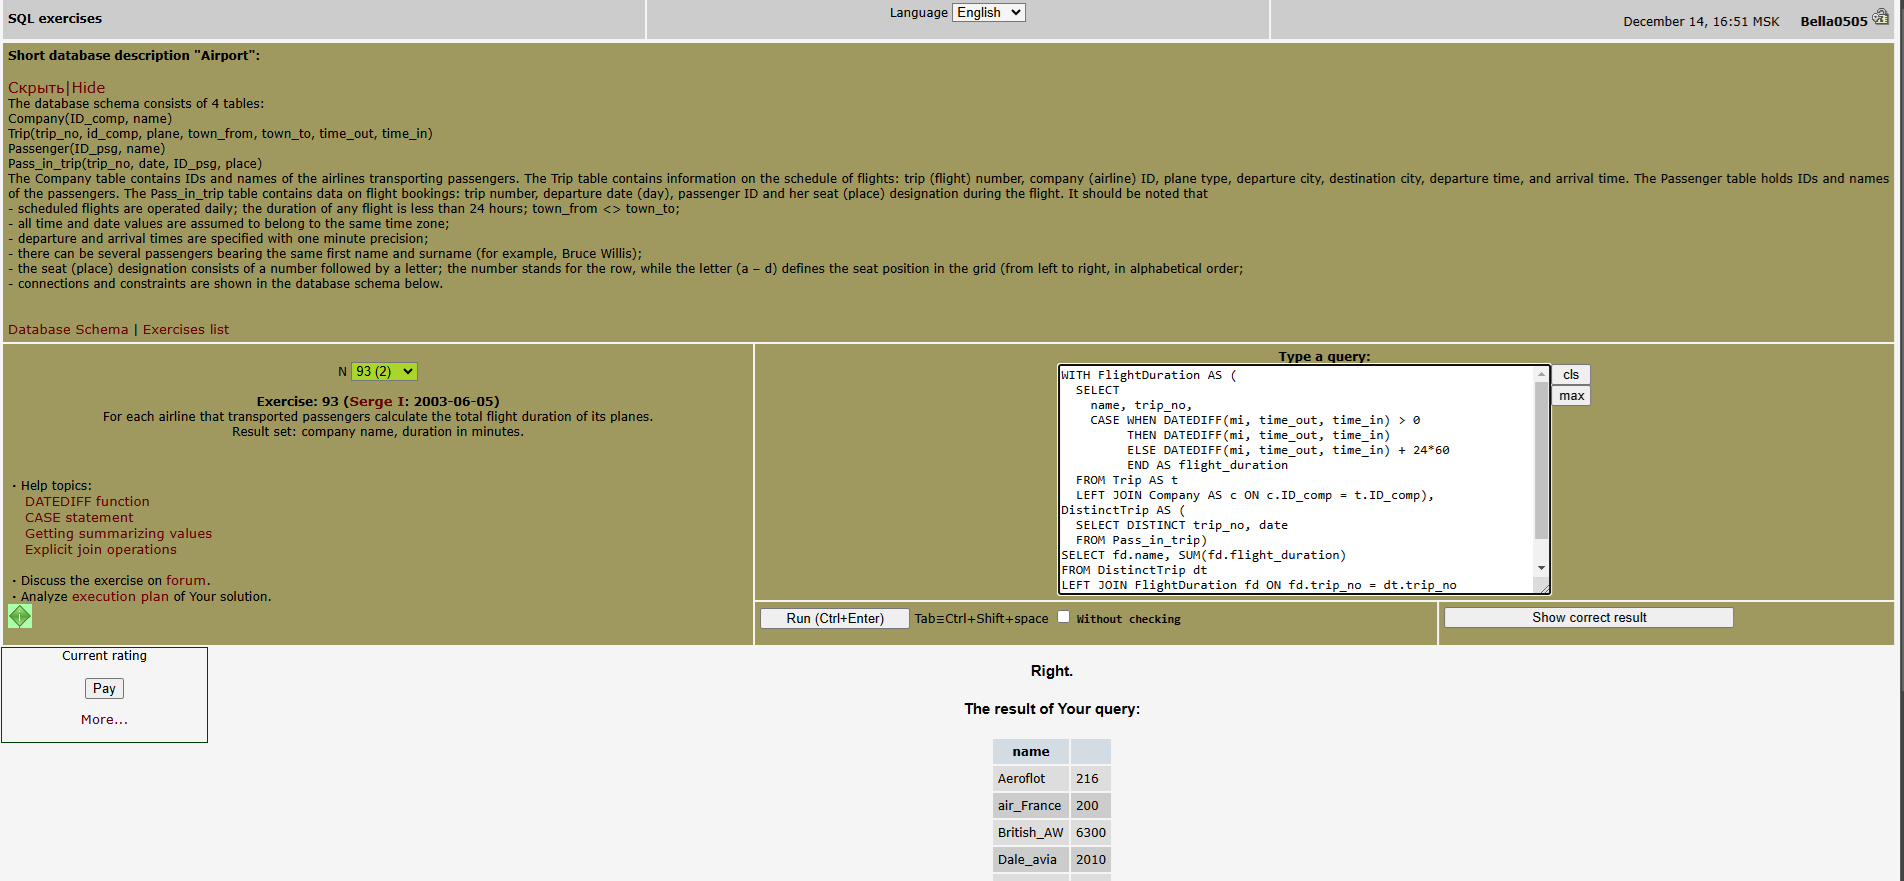 SQL exercises
Language English
December 14, 16:51 MSK Bella0505
Short database description "Airport":
Скрыть|Hide
The database schema consists of 4 tables:
Company(ID_comp, name)
Trip(trip_no, id_comp, plane, town_from, town_to, time_out, time_in)
Passenger(ID_psg, name)
Pass_in_trip(trip_no, date, ID_psg, place)
The Company table contains IDs and names of the airlines transporting passengers. The Trip table contains information on the schedule of flights: trip (flight) number, company (airline) ID, plane type, departure city, destination city, departure time, and arrival time. The Passenger table holds IDs and names
of the passengers. The Pass_in_trip table contains data on flight bookings: trip number, departure date (day), passenger ID and her seat (place) designation during the flight. It should be noted that
- scheduled flights are operated daily; the duration of any flight is less than 24 hours; town_from <> town_to;
- all time and date values are assumed to belong to the same time zone;
- departure and arrival times are specified with one minute precision;
- there can be several passengers bearing the same first name and surname (for example, Bruce Willis);
- the seat (place) designation consists of a number followed by a letter; the number stands for the row, while the letter (a – d) defines the seat position in the grid (from left to right, in alphabetical order;
- connections and constraints are shown in the database schema below.
Database Schema | Exercises list
N 93 (2)
Exercise: 93 (Serge I: 2003-06-05)
For each airline that transported passengers calculate the total flight duration of its planes.
Result set: company name, duration in minutes.
· Help topics:
DATEDIFF function
CASE statement
Getting summarizing values
Explicit join operations
· Discuss the exercise on forum.
· Analyze execution plan of Your solution.
Type a query:
WITH FlightDuration AS (
SELECT
name, trip_no,
CASE WHEN DATEDIFF(mi, time_out, time_in) > 0
THEN DATEDIFF(mi, time_out, time_in)
ELSE DATEDIFF(mi, time_out, time_in) + 24*60
END AS flight_duration
FROM Trip AS t
LEFT JOIN Company AS c ON c.ID_comp = t.ID_comp),
DistinctTrip AS (
SELECT DISTINCT trip_no, date
FROM Pass_in_trip)
SELECT fd.name, SUM(fd.flight_duration)
FROM DistinctTrip dt
LEFT JOIN FlightDuration fd ON fd.trip_no = dt.trip_no
cls
max
Run (Ctrl+Enter) Tab≡Ctrl+Shift+space Without checking
Show correct result
Current rating
Pay
More...
Right.
The result of Your query:
name
Aeroflot 216
air_France 200
British_AW 6300
Dale_avia 2010